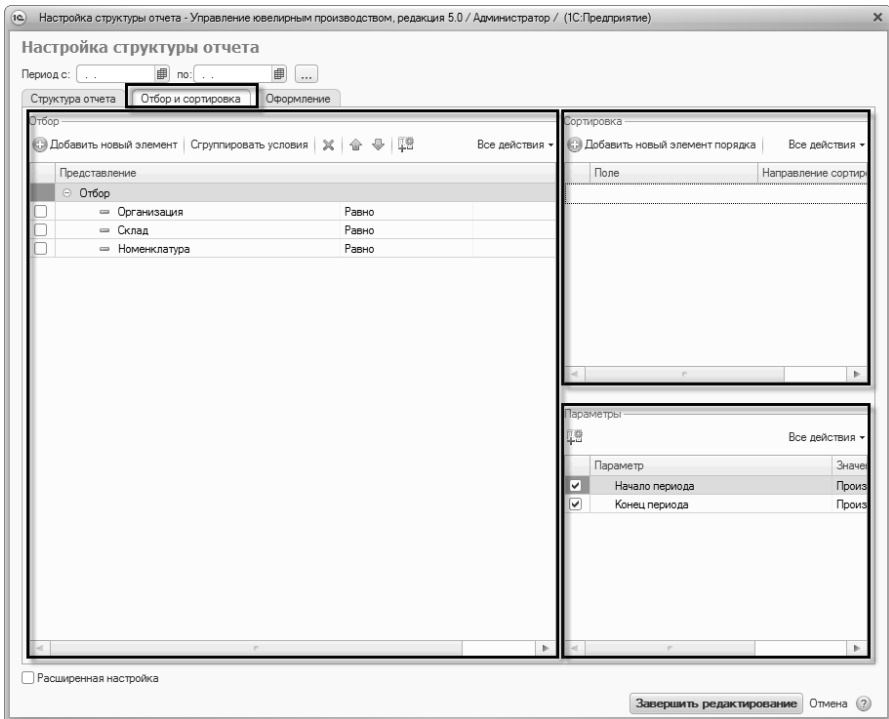 Настройка структуры отчета - Управление ювелирным производством, редакция 5.0 / Администратор / (1С:Предприятие)
Настройка структуры отчета
Период с: . . по: . . ...
Структура отчета Отбор и сортировка Оформление
Отбор
Добавить новый элемент Сгруппировать условия Все действия
Представление
Отбор
Организация Равно
Склад Равно
Номенклатура Равно
Сортировка
Добавить новый элемент порядка Все действия
Поле Направление сортиро
Параметры
Все действия
Параметр Значен
Начало периода Произ
Конец периода Произ
Расширенная настройка
Завершить редактирование Отмена ?